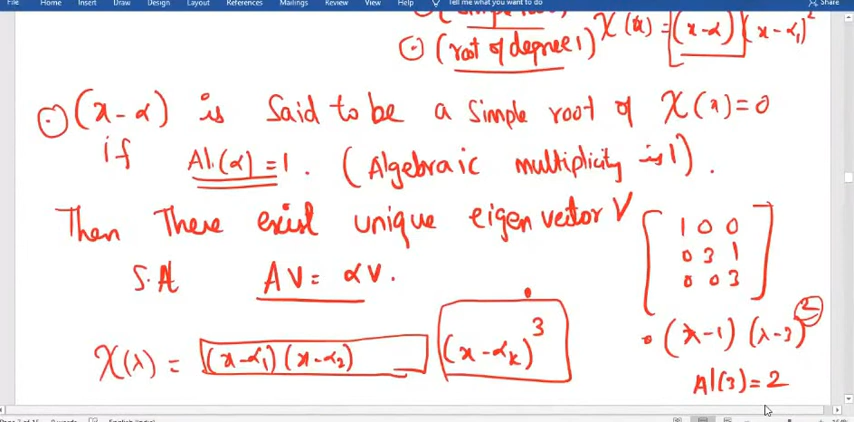 File Home Insert Draw Design Layout References Mailings Review View Help Tell me what you want to do Share
(root of degree 1) χ(x) = (x-α)(x-α₁)²
(x-α) is said to be a simple root of χ(λ)=0
if Al.(α)=1. (Algebraic multiplicity is 1).
Then There exist unique eigen vector V
S.t AV = αV.
[1 0 0
0 3 1
0 0 3]
(λ-1) (λ-3)²
Al(3)=2
χ(λ) = (x-α₁)(x-α₂) (x-αₖ)³